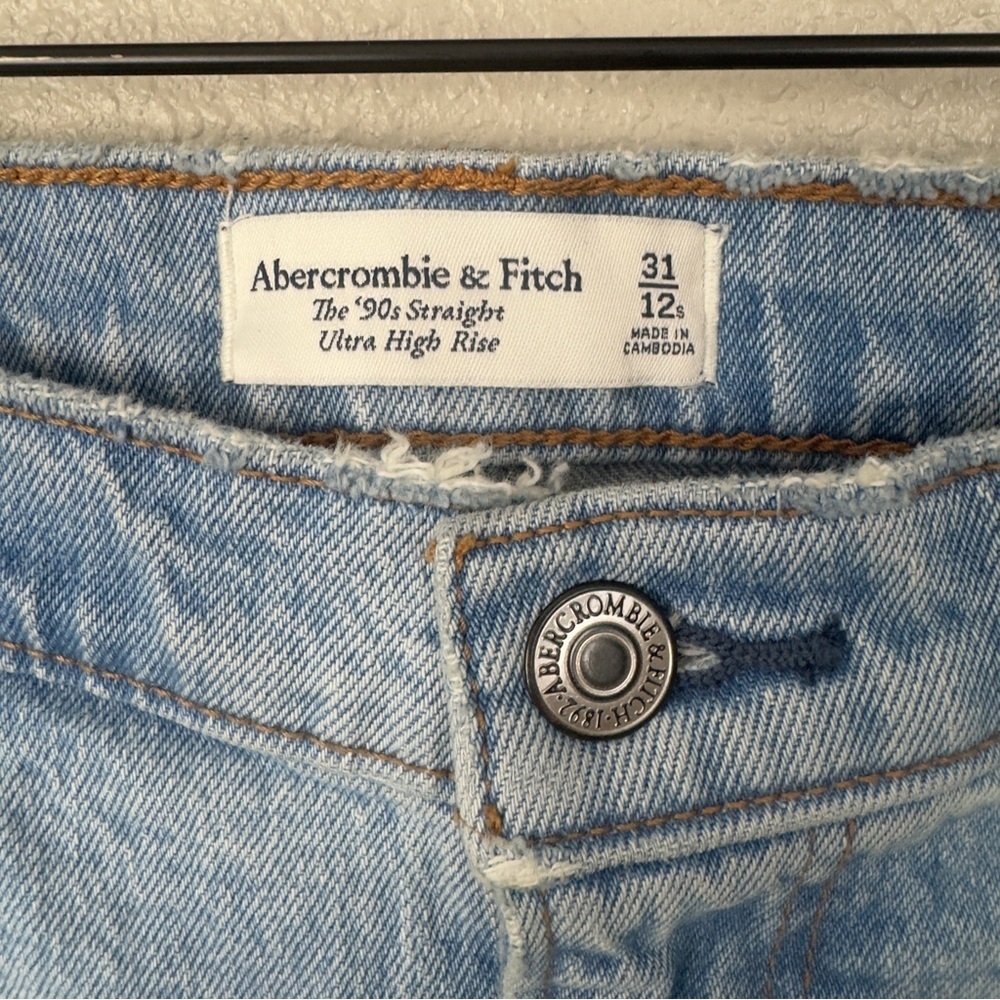 Abercrombie & Fitch
The ‘90s Straight
Ultra High Rise
31
12s
MADE IN
CAMBODIA
ABERCROMBIE & FITCH · 1892 ·